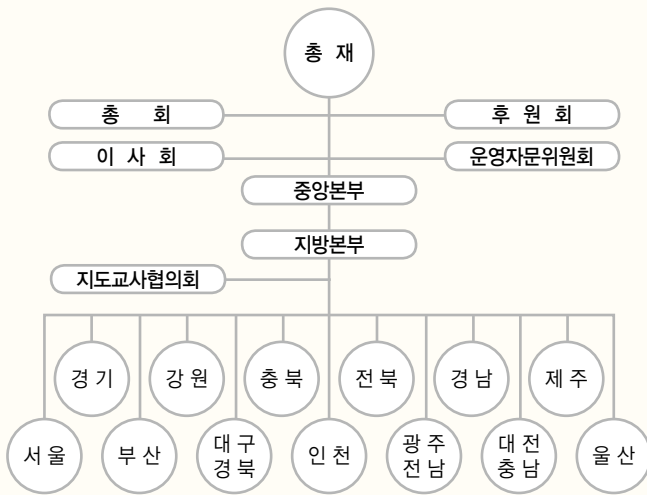 총 재
총 회
후 원 회
이 사 회
운영자문위원회
중앙본부
지방본부
지도교사협의회
경 기
강 원
충 북
전 북
경 남
제 주
서 울
부 산
대 구
경 북
인 천
광 주
전 남
대 전
충 남
울 산